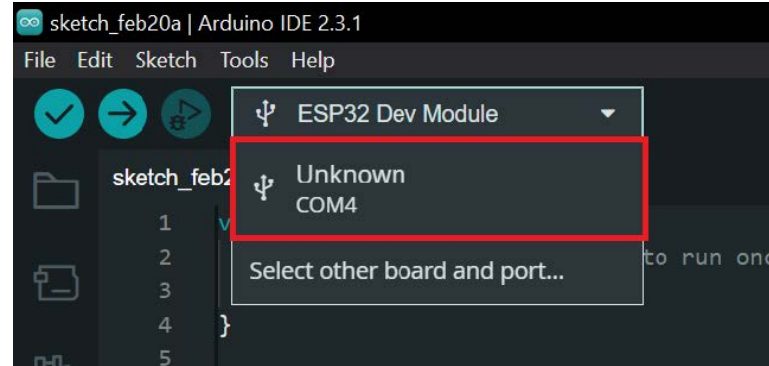 sketch_feb20a | Arduino IDE 2.3.1
File Edit Sketch Tools Help
ESP32 Dev Module
sketch_feb2
Unknown
COM4
1 v
2 to run onc
Select other board and port...
3
4 }
5